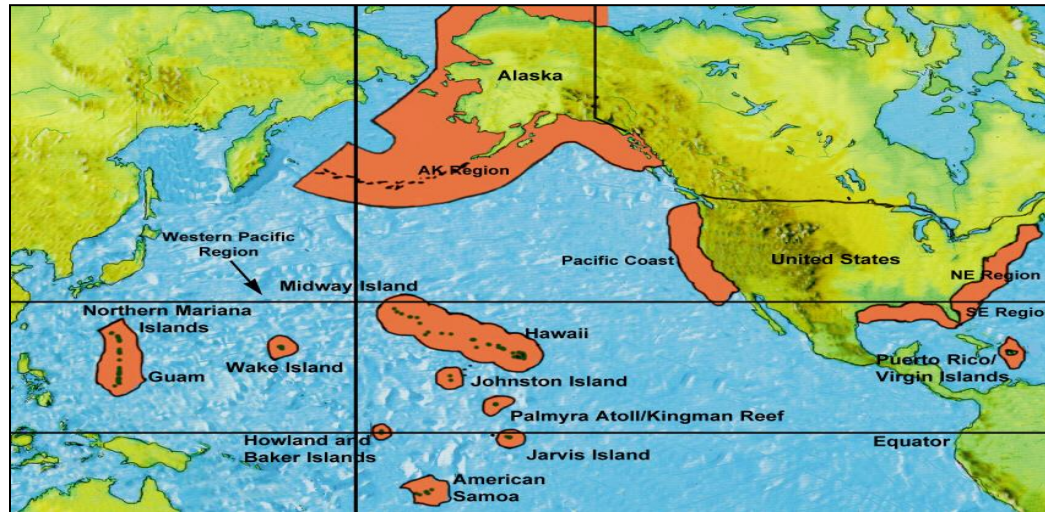 Alaska
AK Region
Western Pacific
Region
Pacific Coast
United States
NE Region
Midway Island
Northern Mariana
Islands
SE Regio
Hawaii
Wake Island
Guam
Johnston Island
Puerto Rico/
Virgin Islands
Palmyra Atoll/Kingman Reef
Howland and
Baker Islands
Equator
Jarvis Island
American
Samoa